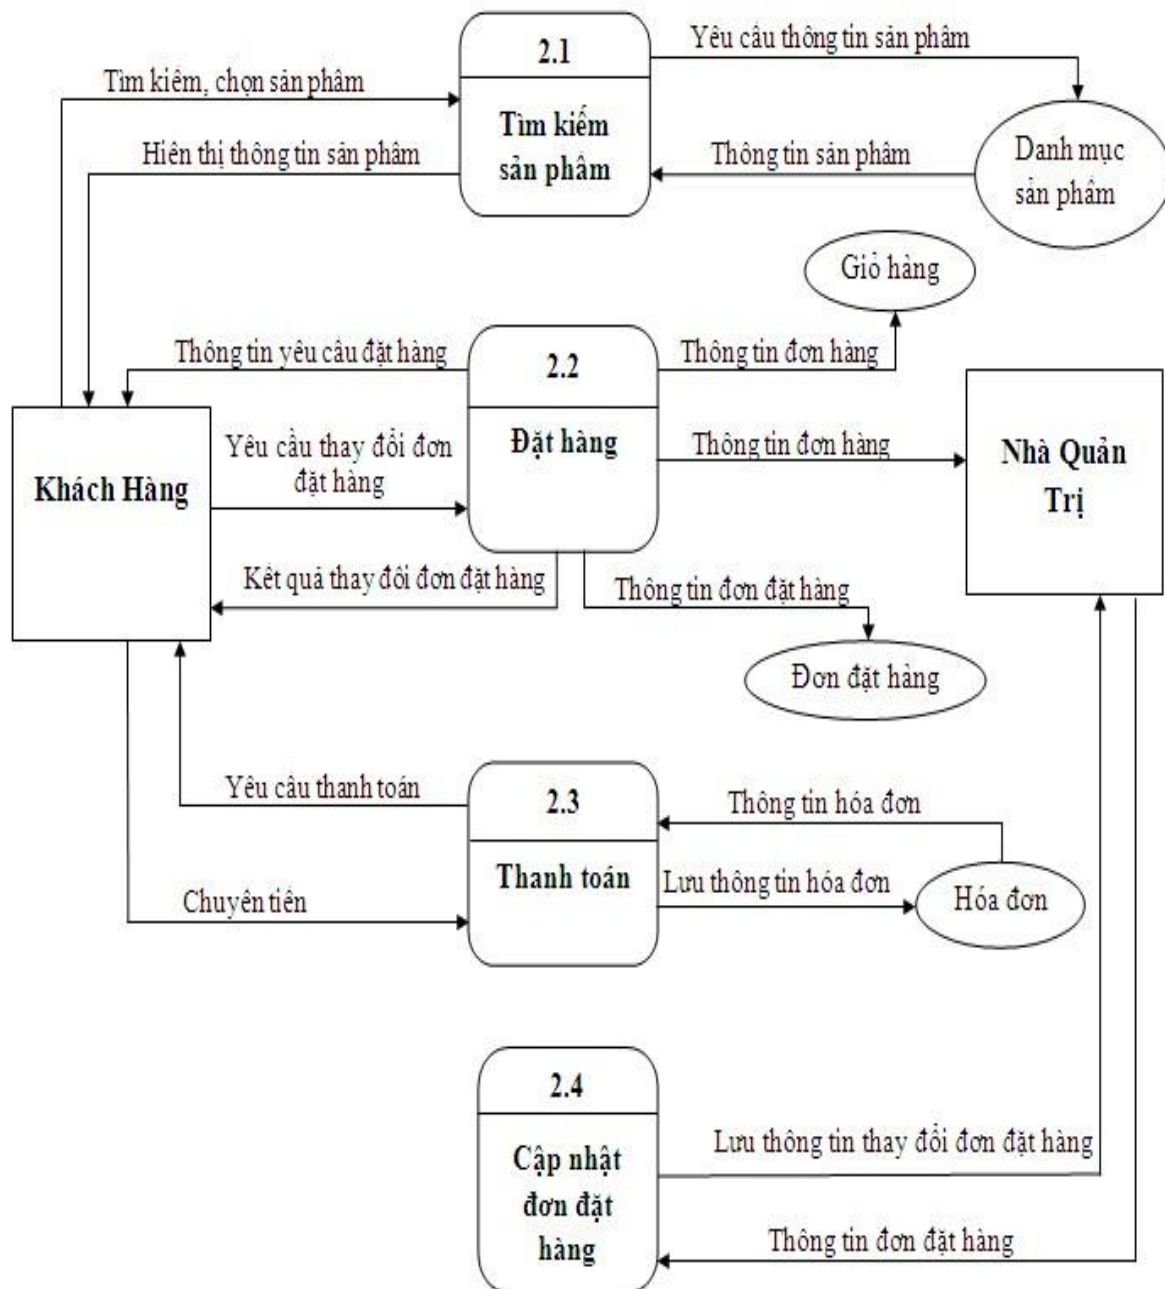 2.1
Yêu cầu thông tin sản phẩm
Tìm kiếm, chọn sản phẩm
Tìm kiếm
sản phẩm
Hiển thị thông tin sản phẩm
Thông tin sản phẩm
Danh mục
sản phẩm
Giỏ hàng
Thông tin yêu cầu đặt hàng
2.2
Thông tin đơn hàng
Khách Hàng
Yêu cầu thay đổi đơn
đặt hàng
Đặt hàng
Thông tin đơn hàng
Nhà Quản
Trị
Kết quả thay đổi đơn đặt hàng
Thông tin đơn đặt hàng
Đơn đặt hàng
Yêu cầu thanh toán
2.3
Thông tin hóa đơn
Thanh toán
Lưu thông tin hóa đơn
Hóa đơn
Chuyển tiền
2.4
Cập nhật
đơn đặt
hàng
Lưu thông tin thay đổi đơn đặt hàng
Thông tin đơn đặt hàng